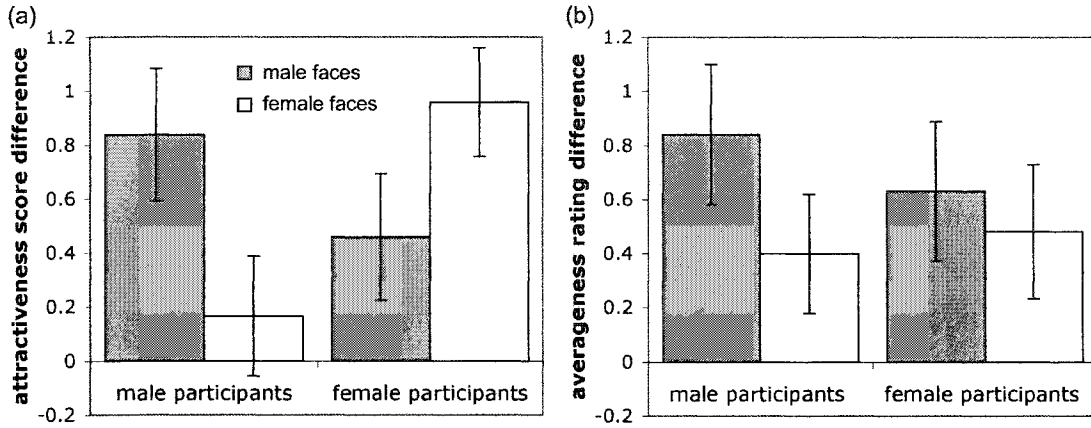 (a)
1.2
1
0.8
0.6
0.4
0.2
0
-0.2
attractiveness score difference
male faces
female faces
male participants
female participants
(b)
1.2
1
0.8
0.6
0.4
0.2
0
-0.2
averageness rating difference
male participants
female participants